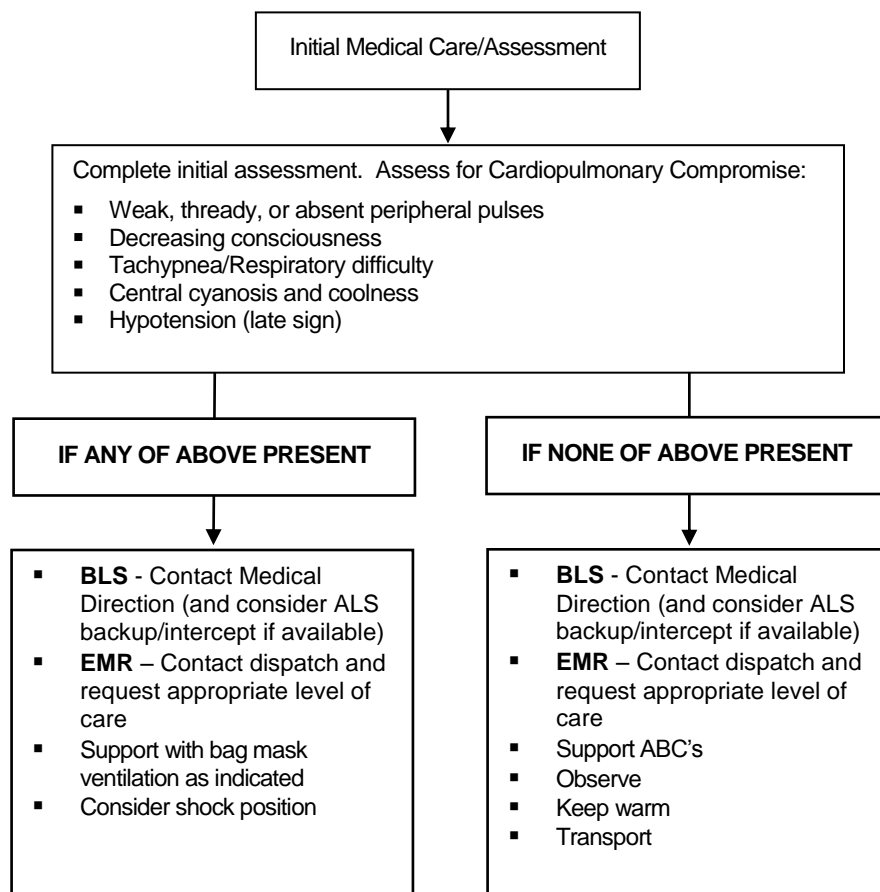 Initial Medical Care/Assessment
Complete initial assessment.  Assess for Cardiopulmonary Compromise:
▪ Weak, thready, or absent peripheral pulses
▪ Decreasing consciousness
▪ Tachypnea/Respiratory difficulty
▪ Central cyanosis and coolness
▪ Hypotension (late sign)
IF ANY OF ABOVE PRESENT
▪ BLS - Contact Medical
Direction (and consider ALS
backup/intercept if available)
▪ EMR – Contact dispatch and
request appropriate level of
care
▪ Support with bag mask
ventilation as indicated
▪ Consider shock position
IF NONE OF ABOVE PRESENT
▪ BLS - Contact Medical
Direction (and consider ALS
backup/intercept if available)
▪ EMR – Contact dispatch and
request appropriate level of
care
▪ Support ABC's
▪ Observe
▪ Keep warm
▪ Transport